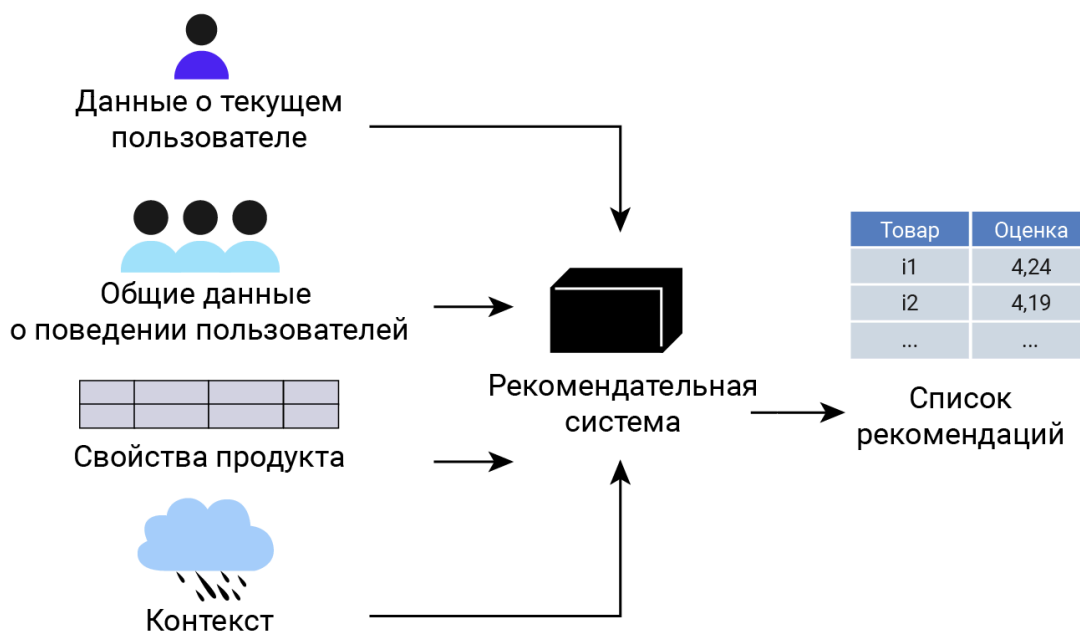 Данные о текущем
пользователе
Общие данные
о поведении пользователей
Свойства продукта
Контекст
Рекомендательная
система
Товар Оценка
i1 4,24
i2 4,19
... ...
Список
рекомендаций